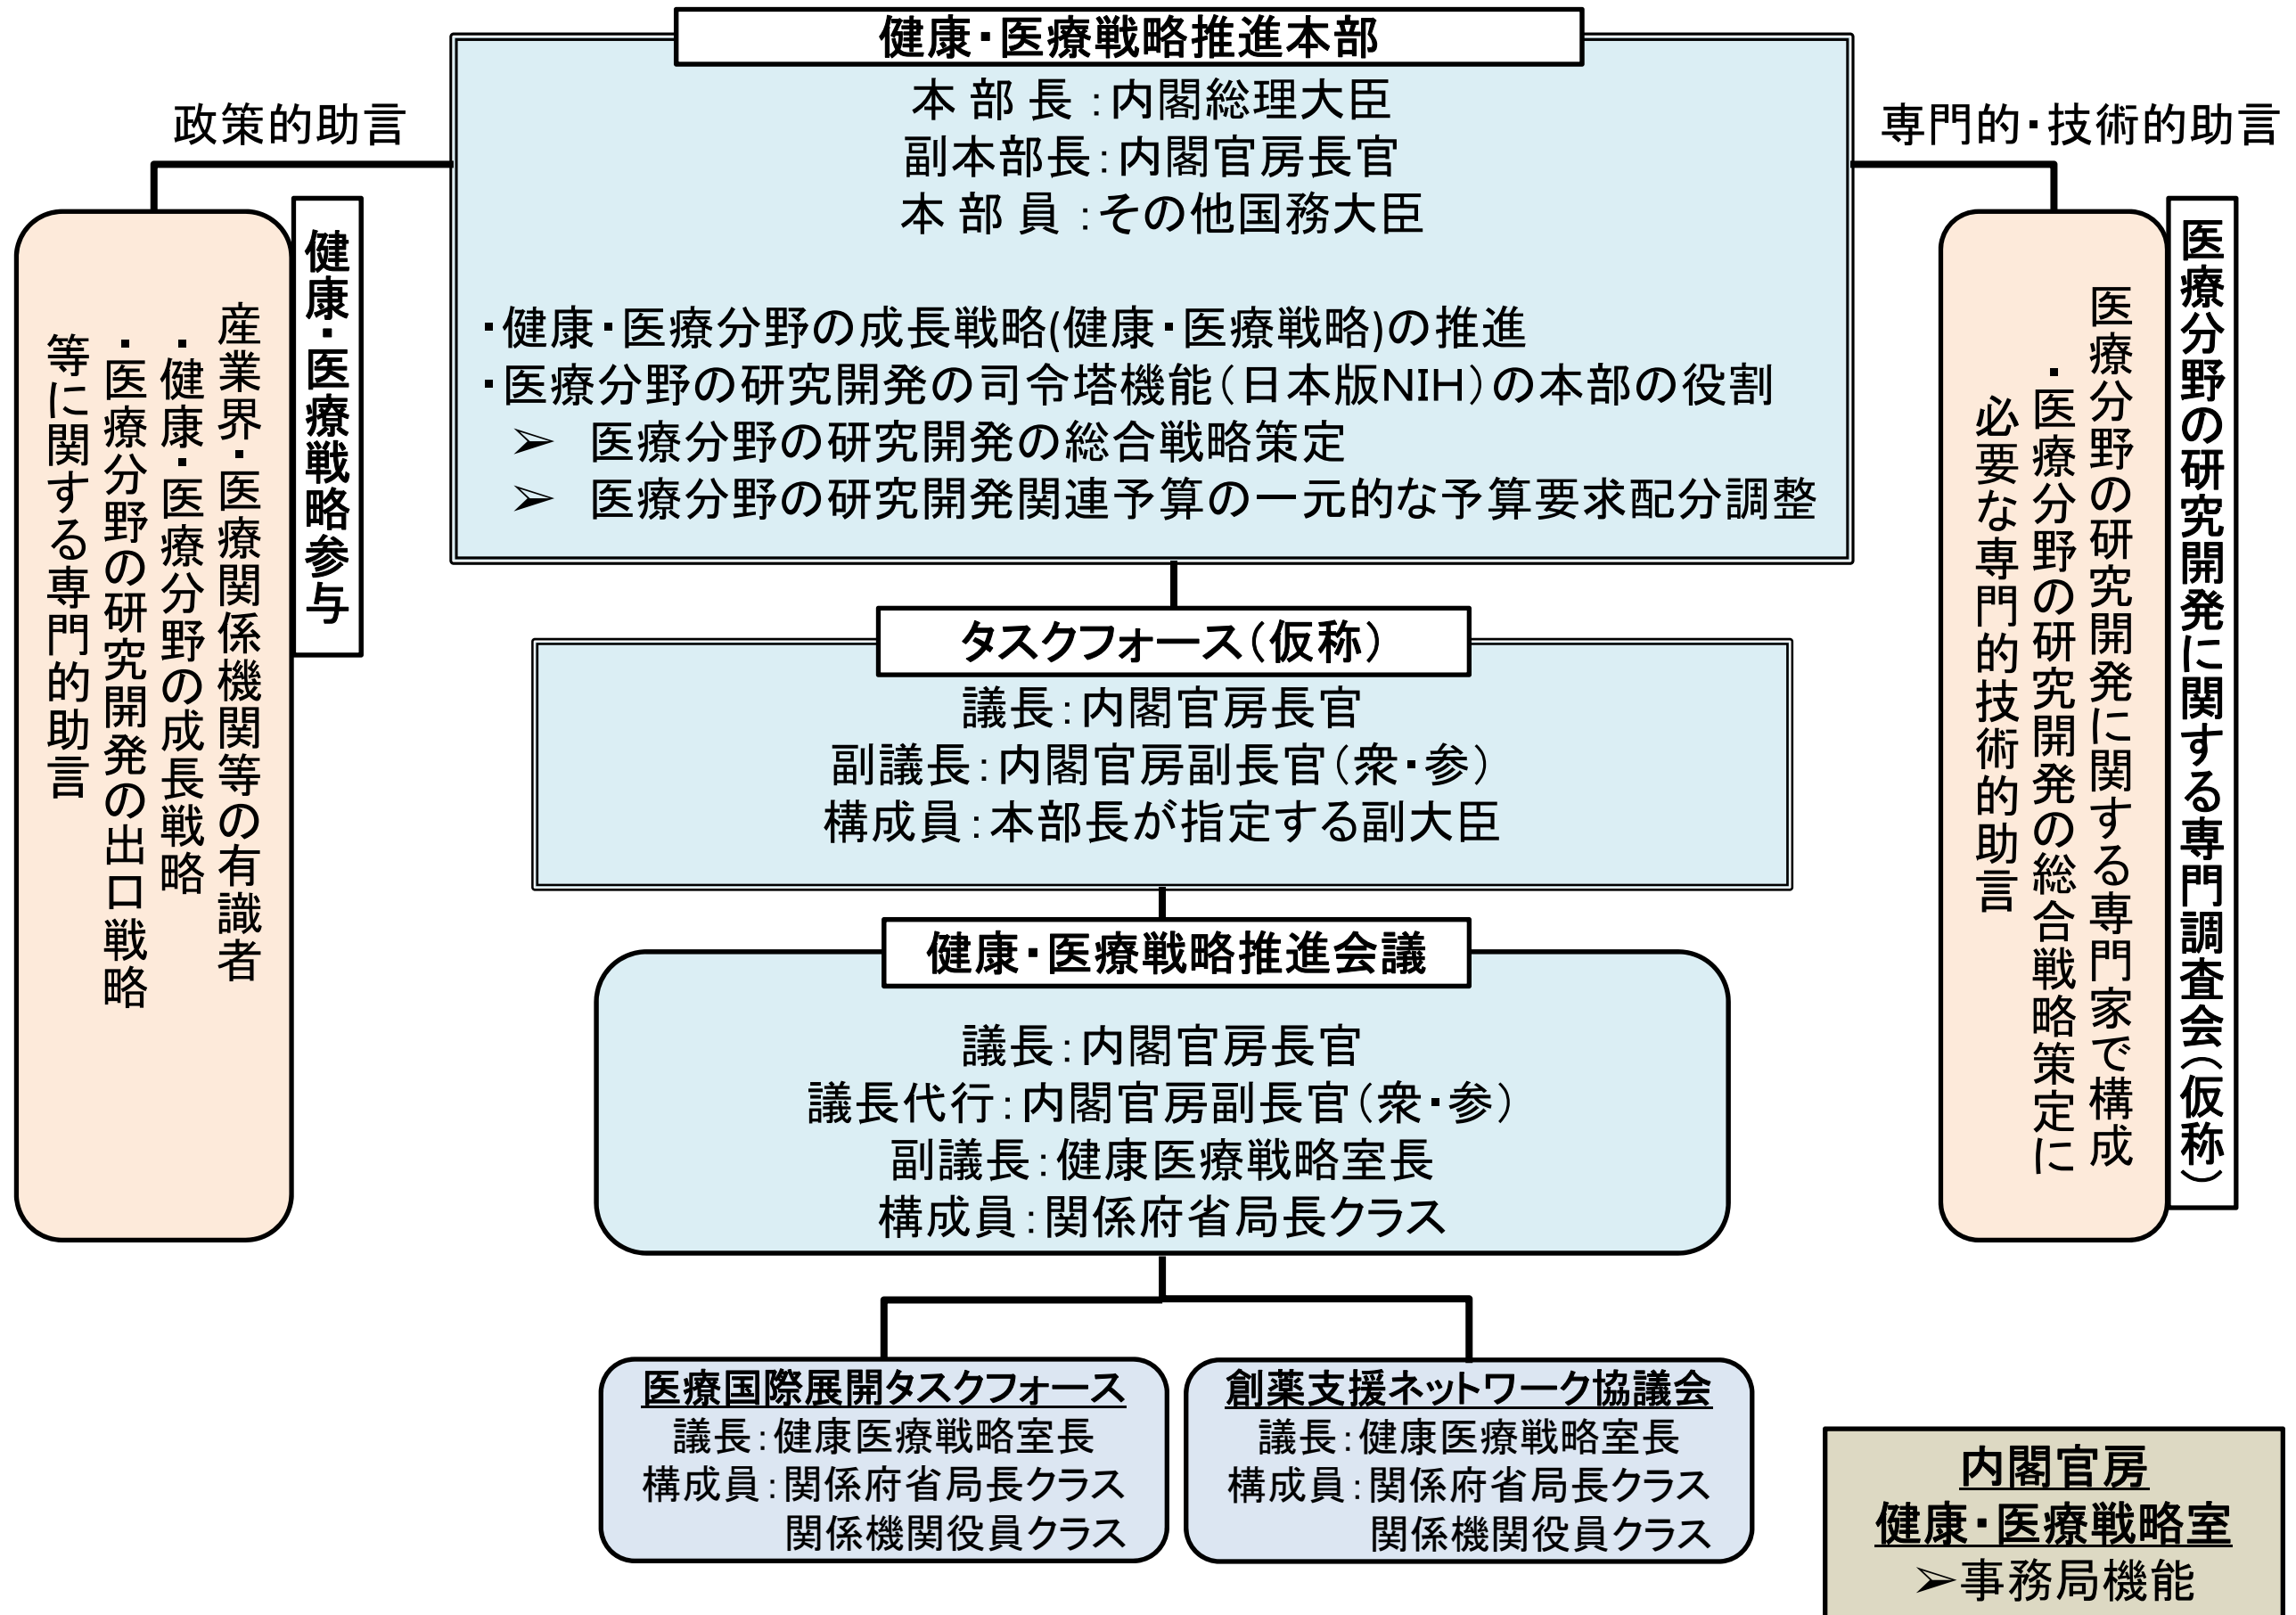 健康・医療戦略推進本部
本 部 長 ：内閣総理大臣
副本部長：内閣官房長官
本 部 員 ：その他国務大臣
・健康・医療分野の成長戦略(健康・医療戦略)の推進
・医療分野の研究開発の司令塔機能（日本版NIH）の本部の役割
➢ 医療分野の研究開発の総合戦略策定
➢ 医療分野の研究開発関連予算の一元的な予算要求配分調整
政策的助言
健康・医療戦略参与
産業界・医療関係機関等の有識者
・健康・医療分野の成長戦略
・医療分野の研究開発の出口戦略
等に関する専門的助言
専門的・技術的助言
医療分野の研究開発に関する専門調査会（仮称）
医療分野の研究開発に関する専門家で構成
・医療分野の研究開発の総合戦略策定に
必要な専門的技術的助言
タスクフォース（仮称）
議長：内閣官房長官
副議長：内閣官房副長官（衆・参）
構成員：本部長が指定する副大臣
健康・医療戦略推進会議
議長：内閣官房長官
議長代行：内閣官房副長官（衆・参）
副議長：健康医療戦略室長
構成員：関係府省局長クラス
医療国際展開タスクフォース
議長：健康医療戦略室長
構成員：関係府省局長クラス
関係機関役員クラス
創薬支援ネットワーク協議会
議長：健康医療戦略室長
構成員：関係府省局長クラス
関係機関役員クラス
内閣官房
健康・医療戦略室
➢事務局機能